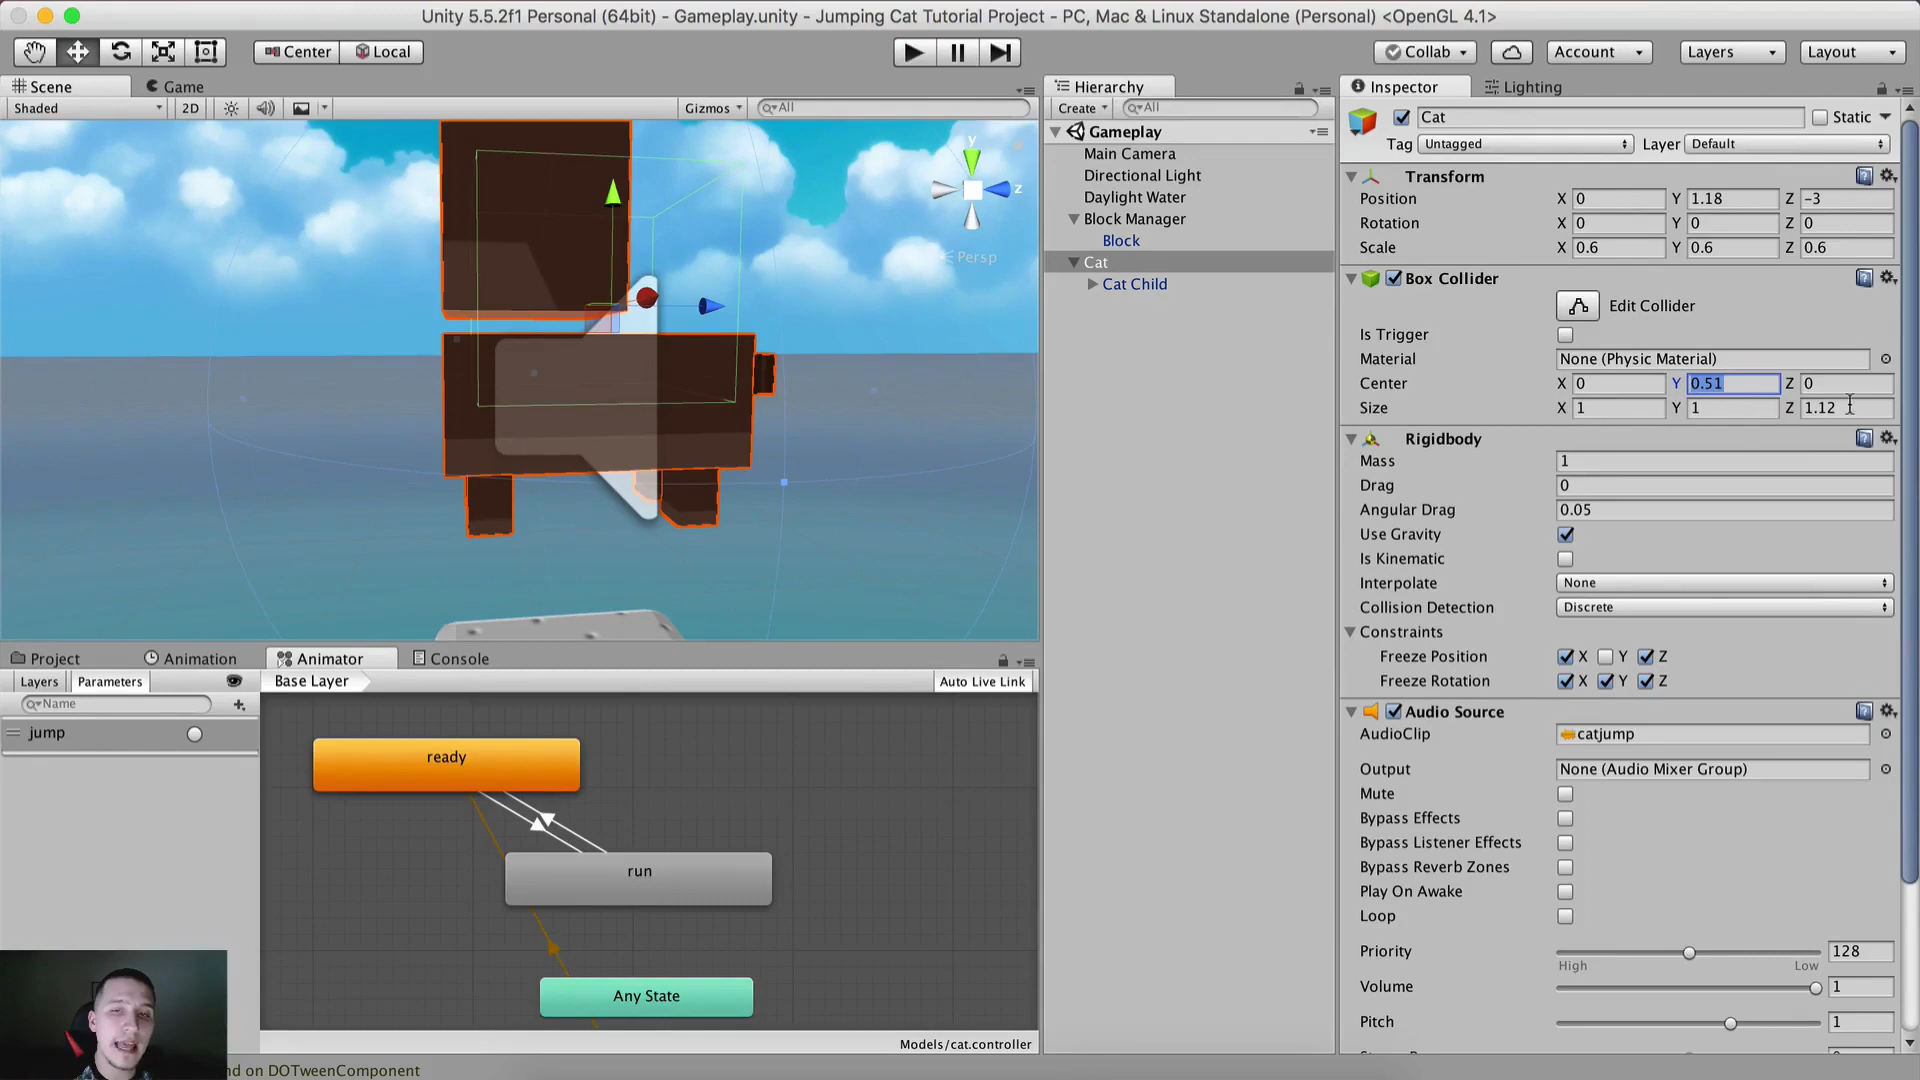 Unity 5.5.2f1 Personal (64bit) - Gameplay.unity - Jumping Cat Tutorial Project - PC, Mac & Linux Standalone (Personal) <OpenGL 4.1>
Center Local Collab Account Layers Layout
Scene Game
Shaded 2D Gizmos All
y
z
Persp
Hierarchy
Create All
Gameplay
Main Camera
Directional Light
Daylight Water
Block Manager
Block
Cat
Cat Child
Inspector Lighting
Cat Static
Tag Untagged Layer Default
Transform
Position X 0 Y 1.18 Z -3
Rotation X 0 Y 0 Z 0
Scale X 0.6 Y 0.6 Z 0.6
Box Collider
Edit Collider
Is Trigger
Material None (Physic Material)
Center X 0 Y 0.51 Z 0
Size X 1 Y 1 Z 1.12
Rigidbody
Mass 1
Drag 0
Angular Drag 0.05
Use Gravity
Is Kinematic
Interpolate None
Collision Detection Discrete
Constraints
Freeze Position X Y Z
Freeze Rotation X Y Z
Audio Source
AudioClip catjump
Output None (Audio Mixer Group)
Mute
Bypass Effects
Bypass Listener Effects
Bypass Reverb Zones
Play On Awake
Loop
Priority 128
High Low
Volume 1
Pitch 1
Project Animation Animator Console
Layers Parameters Base Layer Auto Live Link
Name
jump
ready
run
Any State
Models/cat.controller
nd on DOTweenComponent